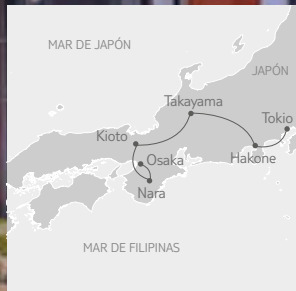 MAR DE JAPÓN
JAPÓN
Takayama
Tokio
Kioto
Osaka
Hakone
Nara
MAR DE FILIPINAS